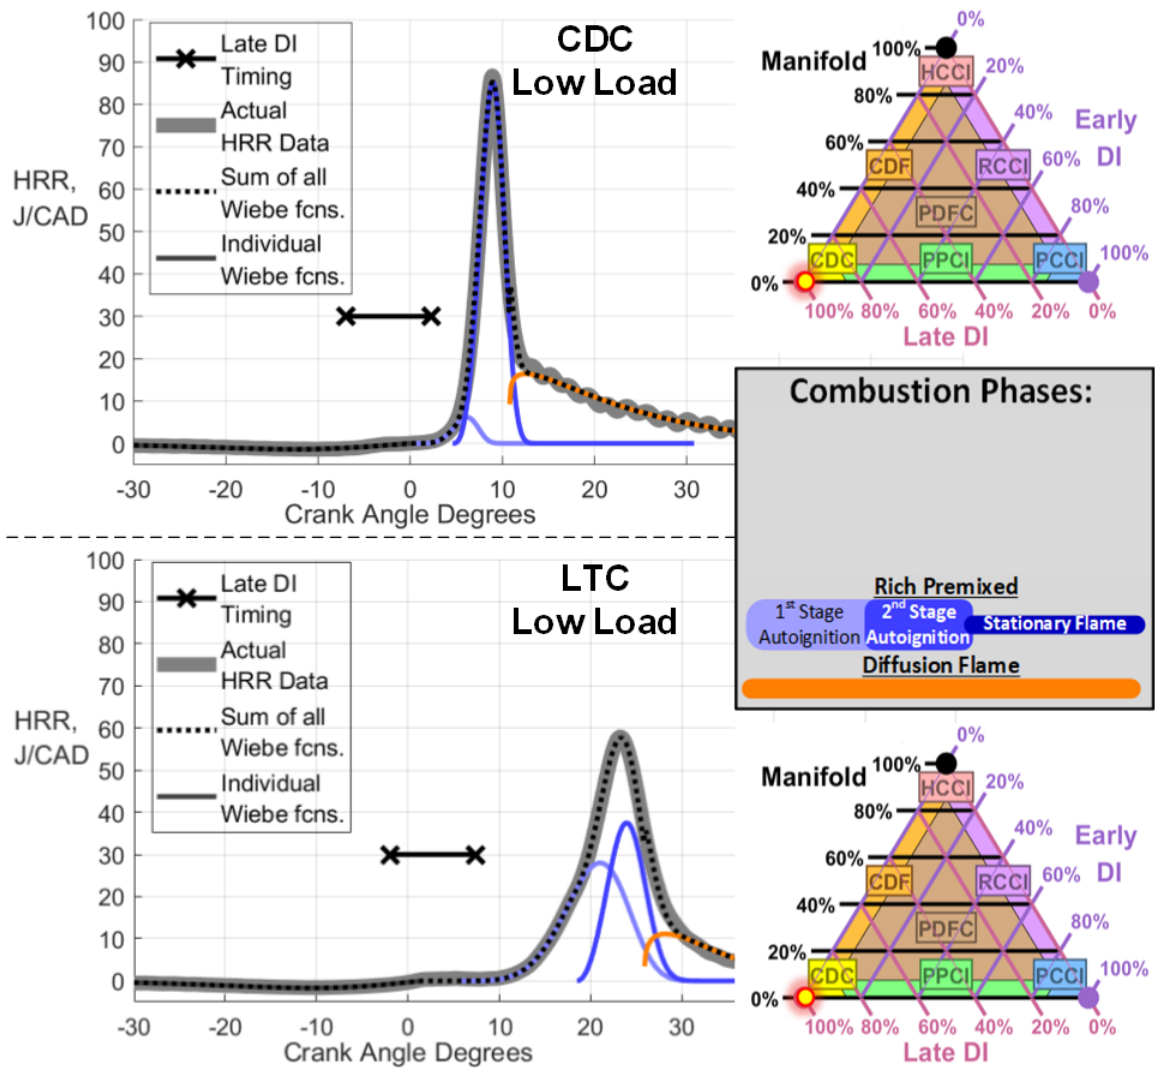 CDC
Low Load
100
90
80
70
60
50
40
30
20
10
0
HRR,
J/CAD
Late DI
Timing
Actual
HRR Data
Sum of all
Wiebe fcns.
Individual
Wiebe fcns.
-30 -20 -10 0 10 20 30
Crank Angle Degrees
Manifold
100%
80%
60%
40%
20%
0%
0%
20%
40%
60%
80%
100%
Early
DI
HCCI
CDF
RCCI
PDFC
CDC
PPCI
PCCI
100% 80% 60% 40% 20% 0%
Late DI
Combustion Phases:
Rich Premixed
1st Stage
Autoignition
2nd Stage
Autoignition
Stationary Flame
Diffusion Flame
LTC
Low Load
100
90
80
70
60
50
40
30
20
10
0
HRR,
J/CAD
Late DI
Timing
Actual
HRR Data
Sum of all
Wiebe fcns.
Individual
Wiebe fcns.
-30 -20 -10 0 10 20 30
Crank Angle Degrees
Manifold
100%
80%
60%
40%
20%
0%
0%
20%
40%
60%
80%
100%
Early
DI
HCCI
CDF
RCCI
PDFC
CDC
PPCI
PCCI
100% 80% 60% 40% 20% 0%
Late DI